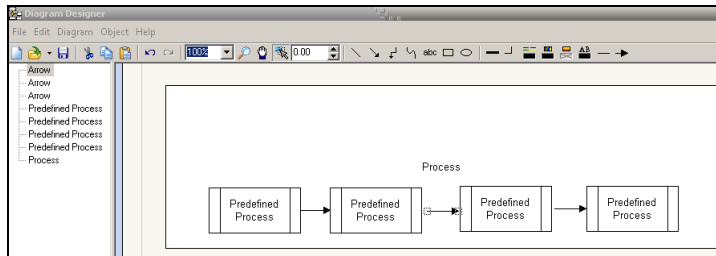 Diagram Designer
File Edit Diagram Object Help
100% 0.00 abc AB
Arrow
Arrow
Arrow
Predefined Process
Predefined Process
Predefined Process
Predefined Process
Process
Process
Predefined
Process
Predefined
Process
Predefined
Process
Predefined
Process